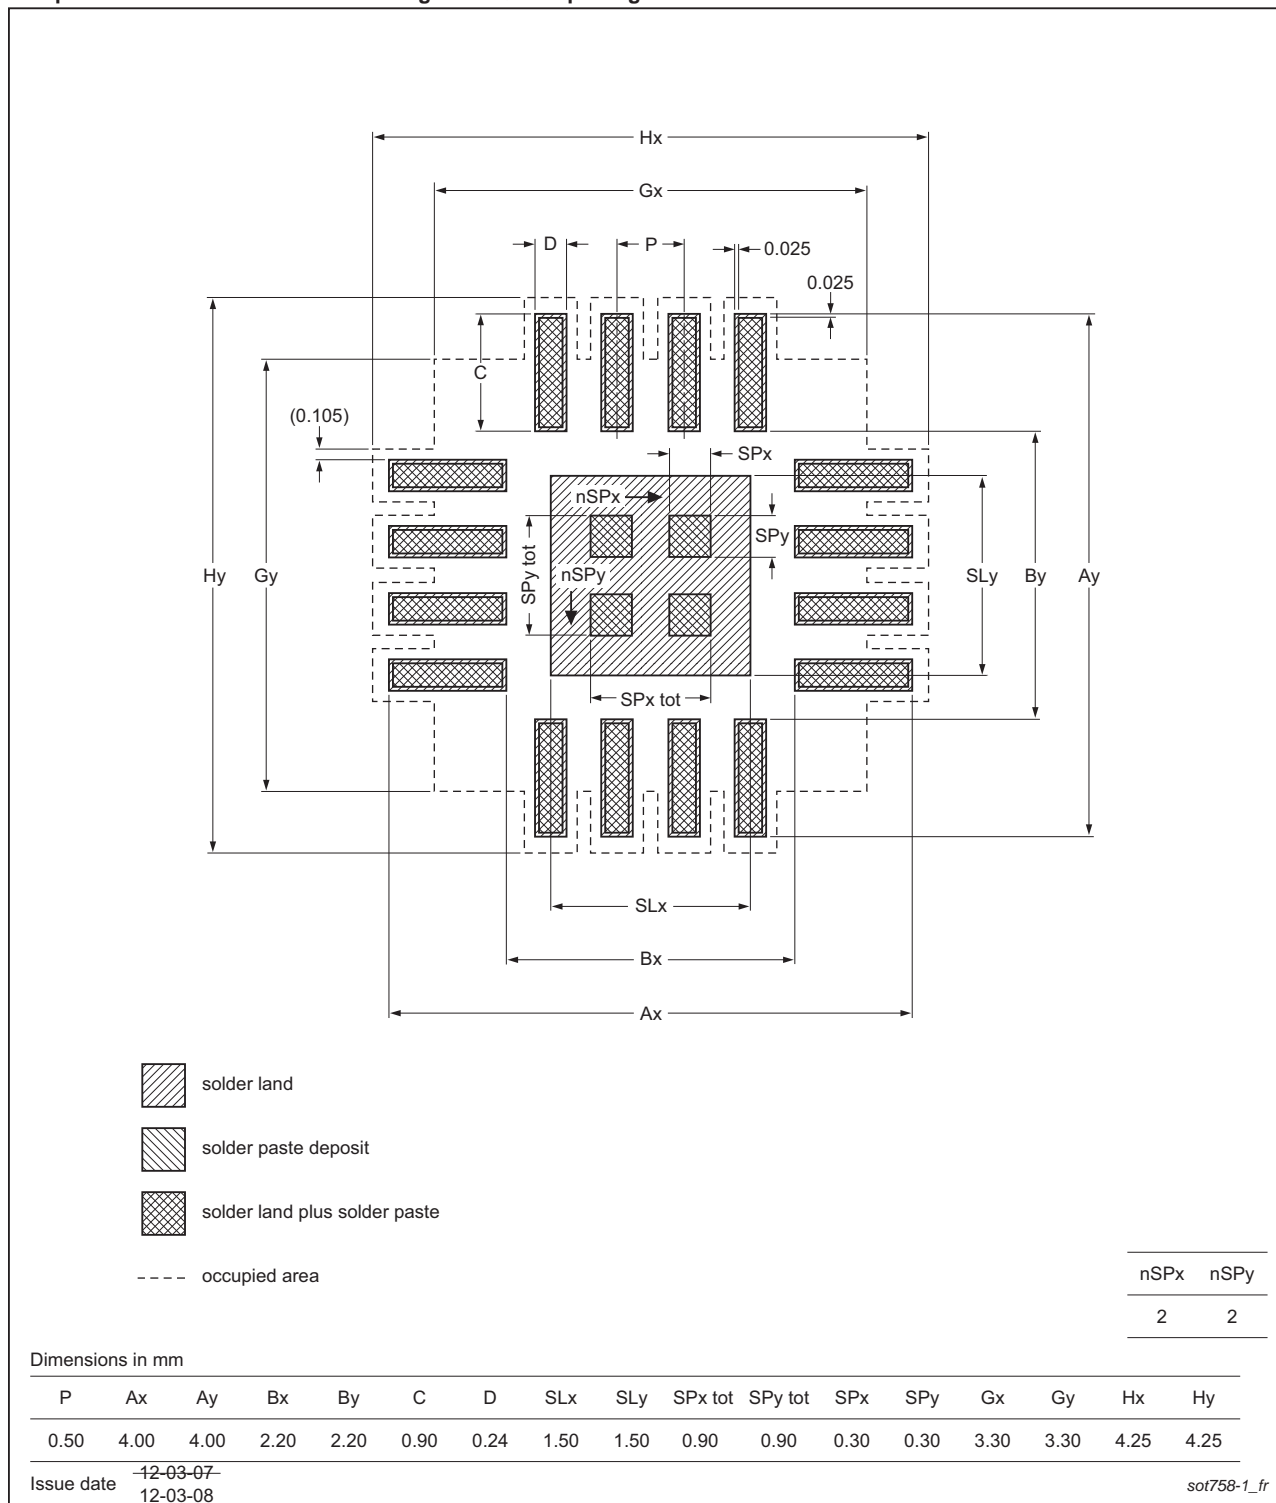 Hx
Gx
D
P
0.025
0.025
C
(0.105)
SPx
nSPx
SPy
SPy tot
nSPy
Hy
Gy
SLy
By
Ay
SPx tot
SLx
Bx
Ax
solder land
solder paste deposit
solder land plus solder paste
occupied area
nSPx nSPy
2 2
Dimensions in mm
P Ax Ay Bx By C D SLx SLy SPx tot SPy tot SPx SPy Gx Gy Hx Hy
0.50 4.00 4.00 2.20 2.20 0.90 0.24 1.50 1.50 0.90 0.90 0.30 0.30 3.30 3.30 4.25 4.25
Issue date 12-03-07
12-03-08
sot758-1_fr